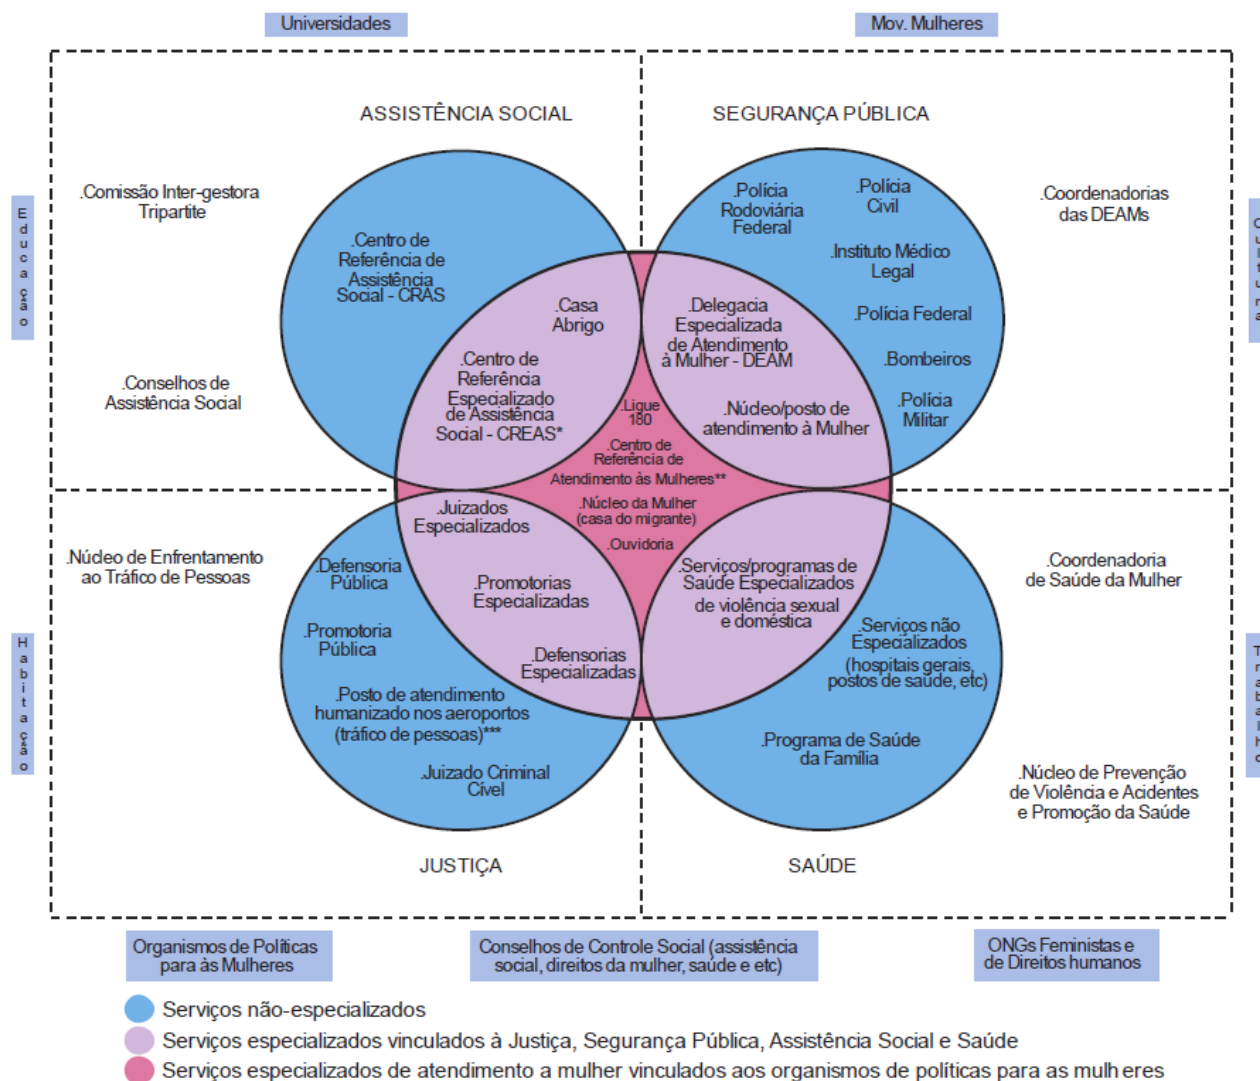 Universidades
Mov. Mulheres
ASSISTÊNCIA SOCIAL
SEGURANÇA PÚBLICA
.Comissão Inter-gestora
Tripartite
.Conselhos de
Assistência Social
Educação
.Centro de
Referência de
Assistência
Social - CRAS
.Casa
Abrigo
.Centro de
Referência
Especializado
de Assistência
Social - CREAS*
.Polícia
Rodoviária
Federal
.Polícia
Civil
.Instituto Médico
Legal
.Polícia Federal
.Bombeiros
.Polícia
Militar
.Delegacia
Especializada
de Atendimento
à Mulher - DEAM
.Núcleo/posto de
atendimento à Mulher
.Coordenadorias
das DEAMs
Cultura
.Ligue
180
.Centro de
Referência de
Atendimento às Mulheres**
.Núcleo da Mulher
(casa do migrante)
.Ouvidoria
.Núcleo de Enfrentamento
ao Tráfico de Pessoas
Habitação
.Juizados
Especializados
.Promotorias
Especializadas
.Defensorias
Especializadas
.Defensoria
Pública
.Promotoria
Pública
.Posto de atendimento
humanizado nos aeroportos
(tráfico de pessoas)***
.Juizado Criminal
Cível
.Serviços/programas de
Saúde Especializados
de violência sexual
e doméstica
.Serviços não
Especializados
(hospitais gerais,
postos de saúde, etc)
.Programa de Saúde
da Família
.Coordenadoria
de Saúde da Mulher
.Núcleo de Prevenção
de Violência e Acidentes
e Promoção da Saúde
Trabalho
JUSTIÇA
SAÚDE
Organismos de Políticas
para às Mulheres
Conselhos de Controle Social (assistência
social, direitos da mulher, saúde e etc)
ONGs Feministas e
de Direitos humanos
Serviços não-especializados
Serviços especializados vinculados à Justiça, Segurança Pública, Assistência Social e Saúde
Serviços especializados de atendimento a mulher vinculados aos organismos de políticas para as mulheres